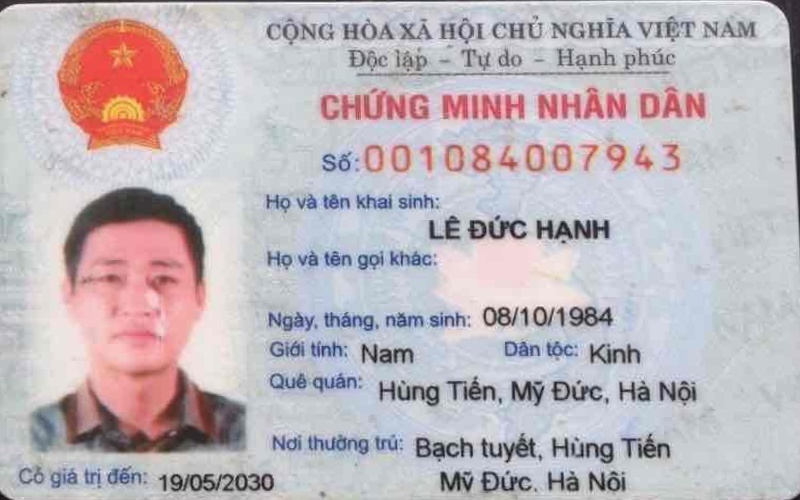 CỘNG HÒA XÃ HỘI CHỦ NGHĨA VIỆT NAM
Độc lập - Tự do - Hạnh phúc
CHỨNG MINH NHÂN DÂN
Số: 001084007943
Họ và tên khai sinh:
LÊ ĐỨC HẠNH
Họ và tên gọi khác:
Ngày, tháng, năm sinh: 08/10/1984
Giới tính: Nam Dân tộc: Kinh
Quê quán: Hùng Tiến, Mỹ Đức, Hà Nội
Nơi thường trú: Bạch tuyết, Hùng Tiến
Mỹ Đức, Hà Nội
Có giá trị đến: 19/05/2030